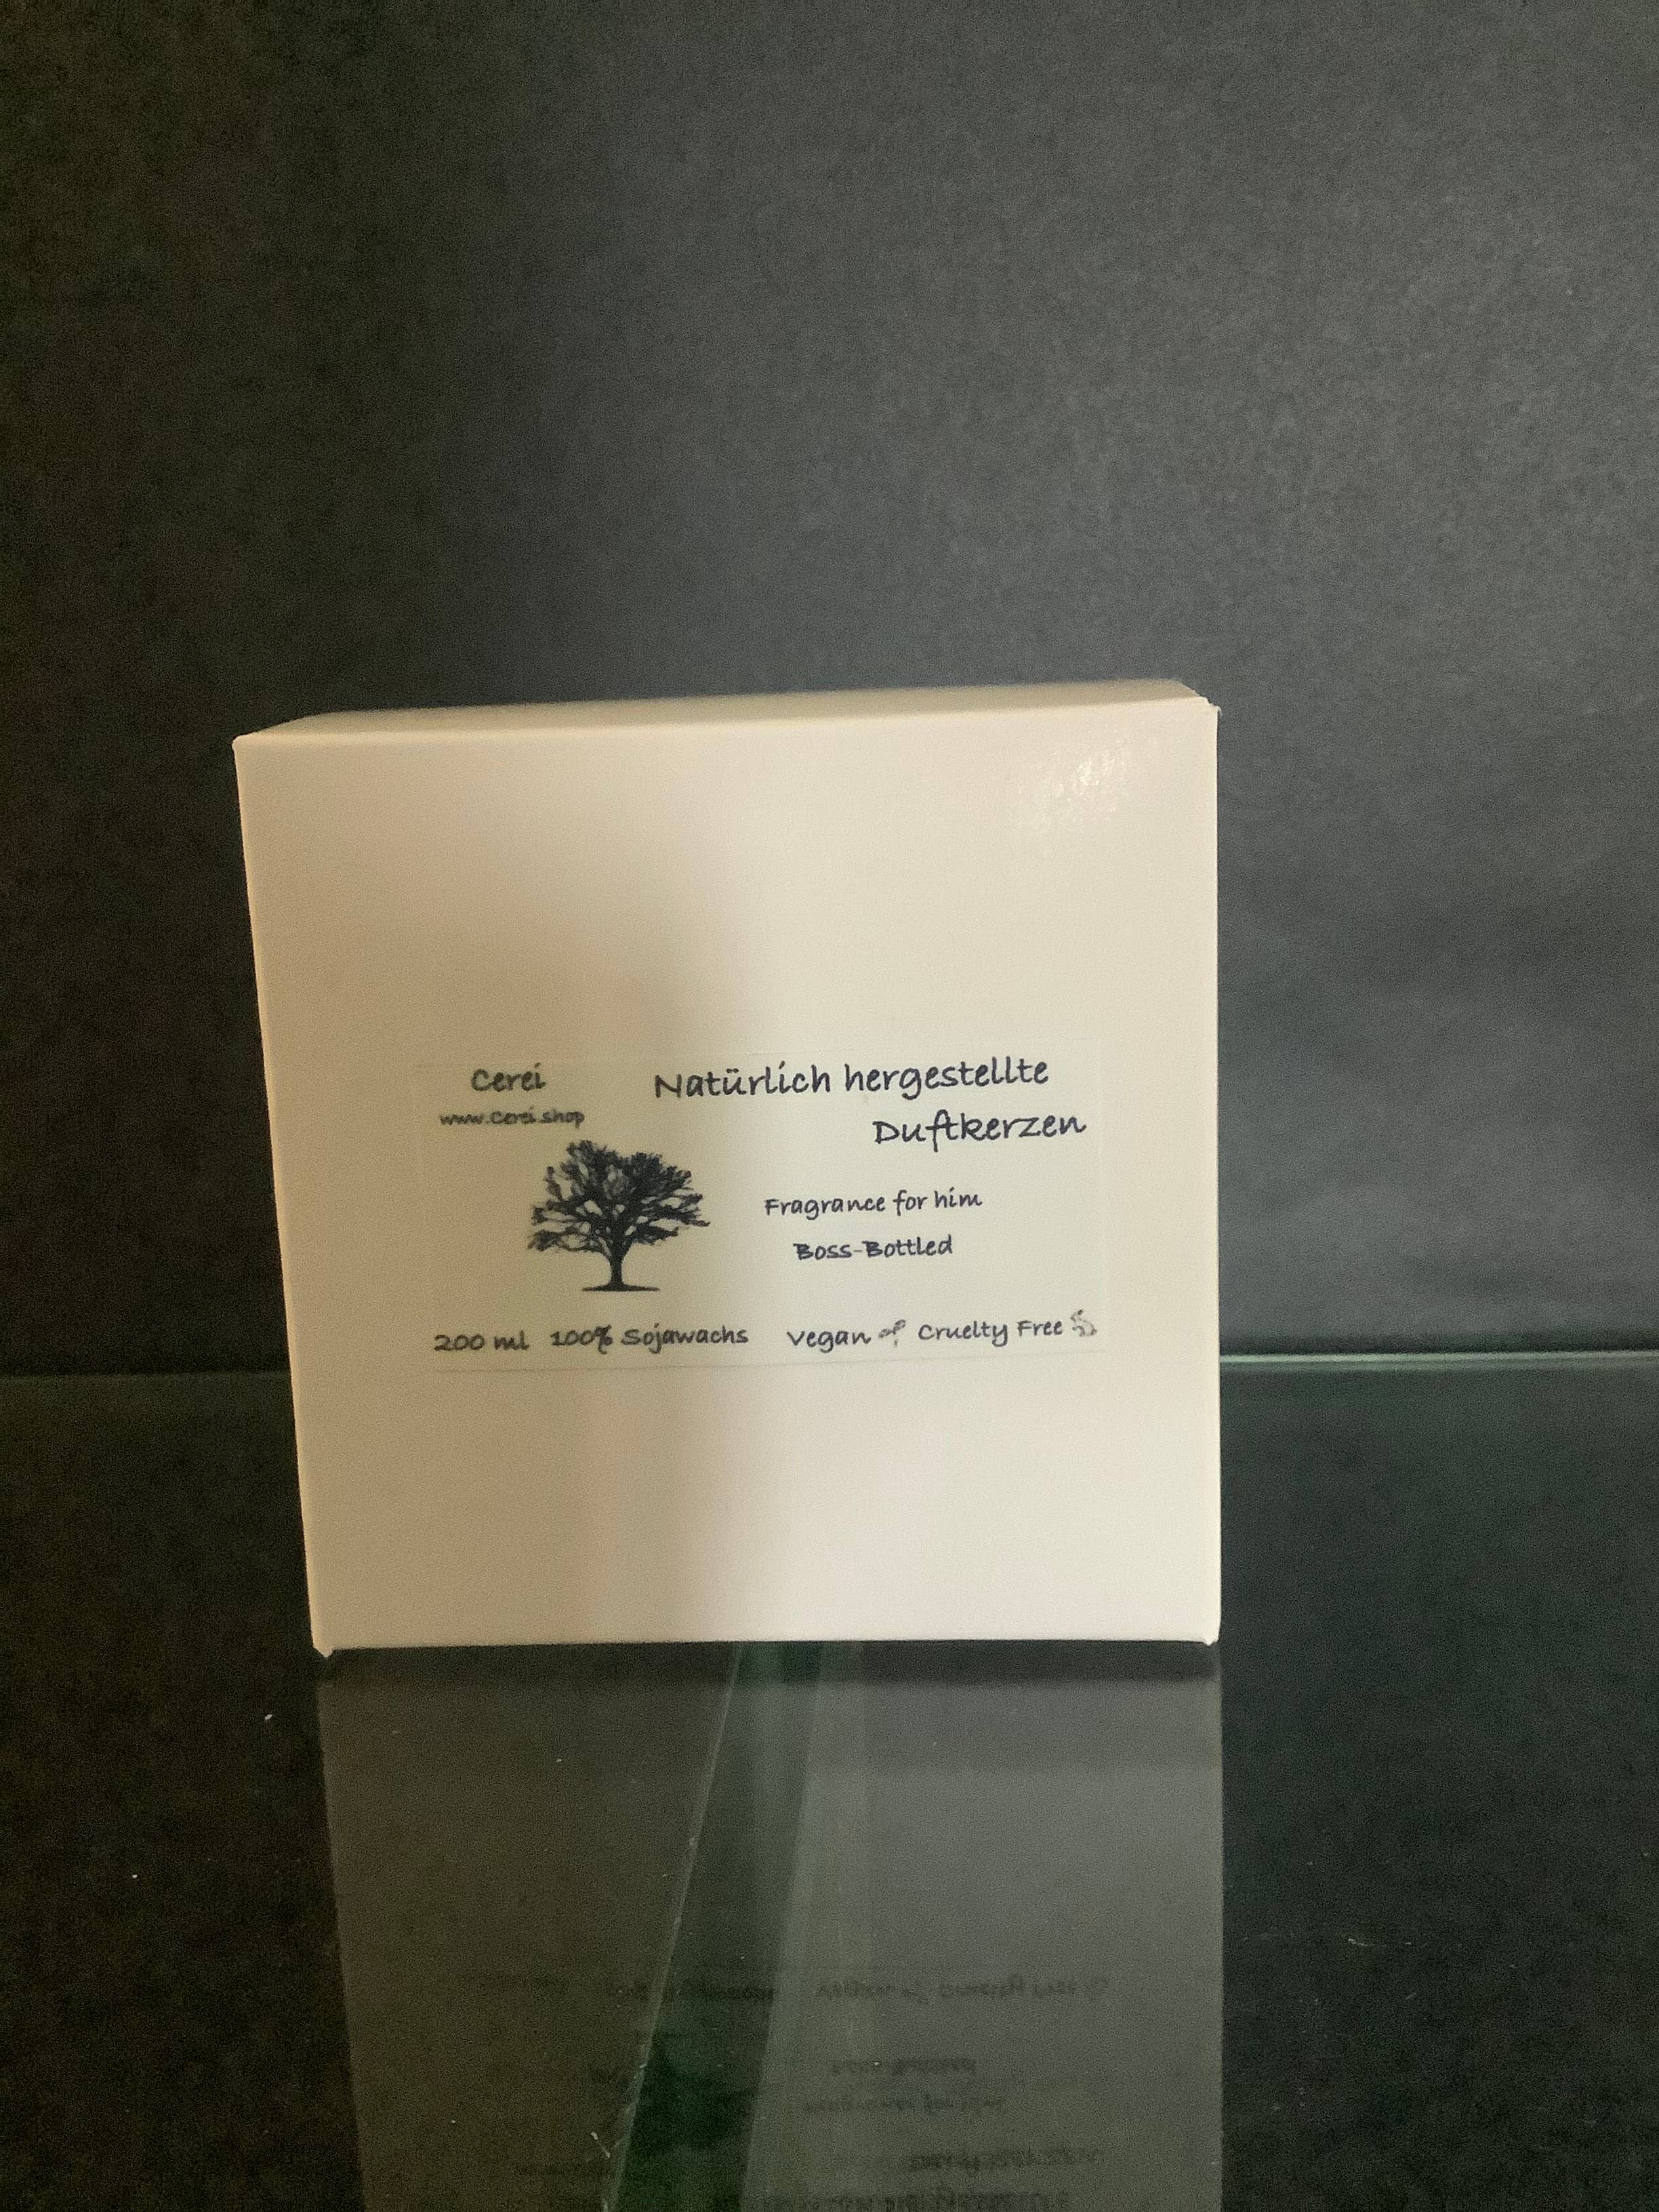 Cerei
www.Cerei.shop
Natürlich hergestellte
Duftkerzen
Fragrance for him
Boss-Bottled
200 ml 100% Sojawachs Vegan Cruelty Free